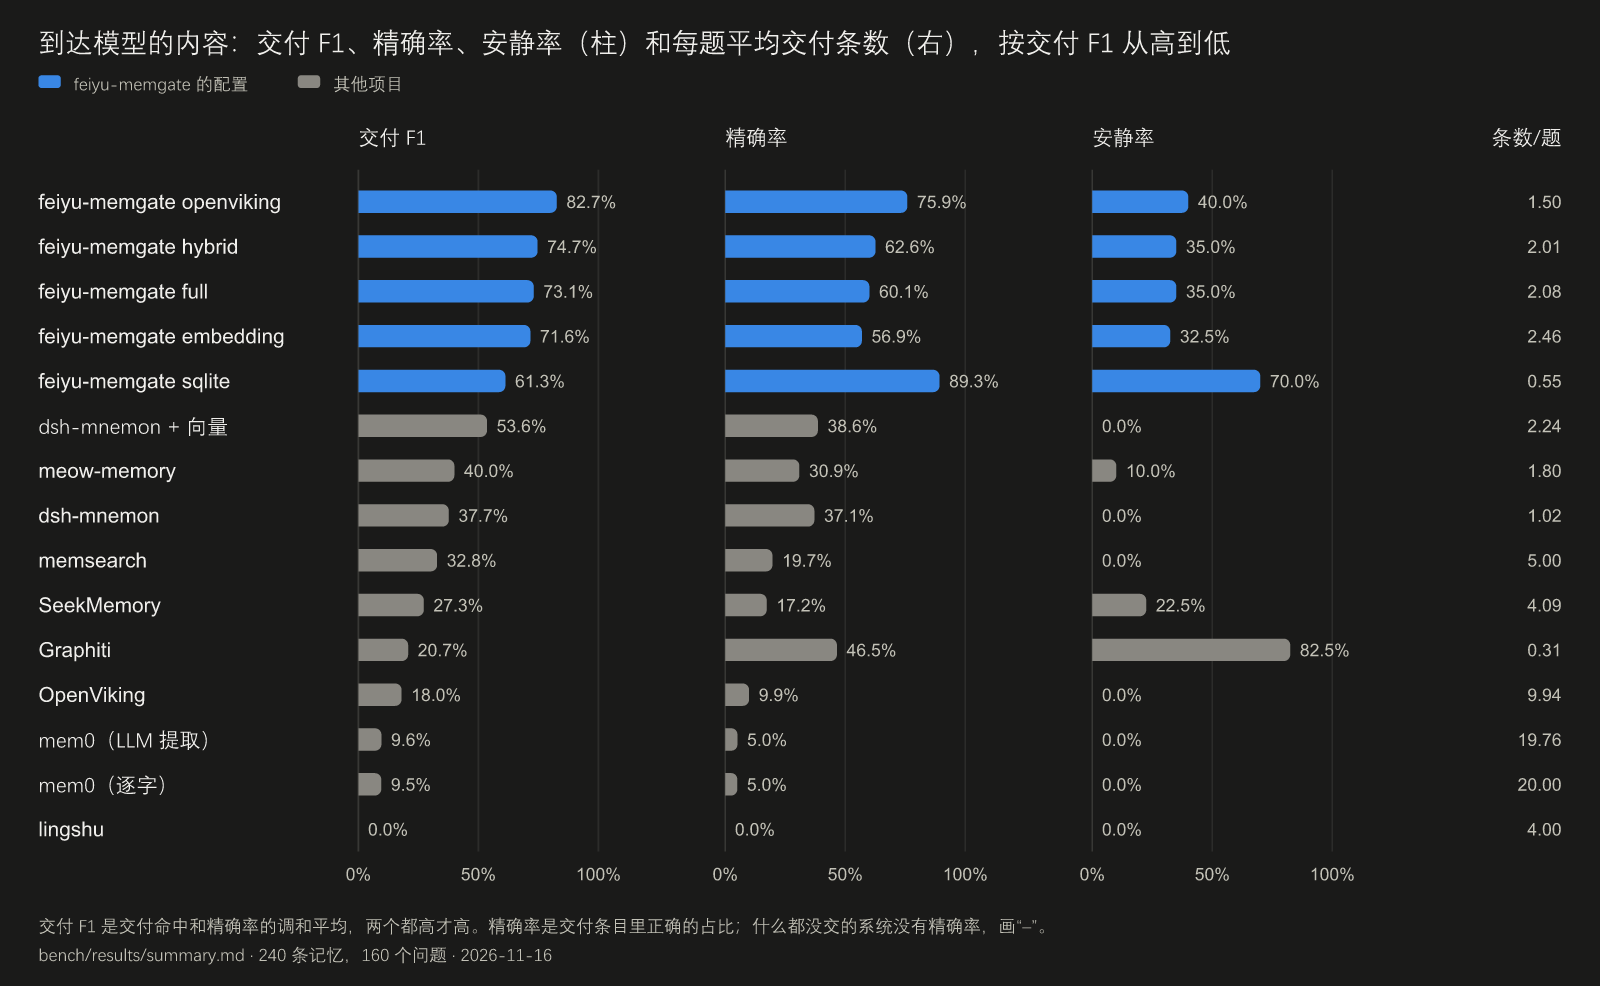 到达模型的内容：交付 F1、精确率、安静率（柱）和每题平均交付条数（右），按交付 F1 从高到低
feiyu-memgate 的配置 其他项目
交付 F1 精确率 安静率 条数/题
feiyu-memgate openviking 82.7% 75.9% 40.0% 1.50
feiyu-memgate hybrid 74.7% 62.6% 35.0% 2.01
feiyu-memgate full 73.1% 60.1% 35.0% 2.08
feiyu-memgate embedding 71.6% 56.9% 32.5% 2.46
feiyu-memgate sqlite 61.3% 89.3% 70.0% 0.55
dsh-mnemon + 向量 53.6% 38.6% 0.0% 2.24
meow-memory 40.0% 30.9% 10.0% 1.80
dsh-mnemon 37.7% 37.1% 0.0% 1.02
memsearch 32.8% 19.7% 0.0% 5.00
SeekMemory 27.3% 17.2% 22.5% 4.09
Graphiti 20.7% 46.5% 82.5% 0.31
OpenViking 18.0% 9.9% 0.0% 9.94
mem0（LLM 提取） 9.6% 5.0% 0.0% 19.76
mem0（逐字） 9.5% 5.0% 0.0% 20.00
lingshu 0.0% 0.0% 0.0% 4.00
0% 50% 100% 0% 50% 100% 0% 50% 100%
交付 F1 是交付命中和精确率的调和平均，两个都高才高。精确率是交付条目里正确的占比；什么都没交的系统没有精确率，画“–”。
bench/results/summary.md · 240 条记忆，160 个问题 · 2026-11-16